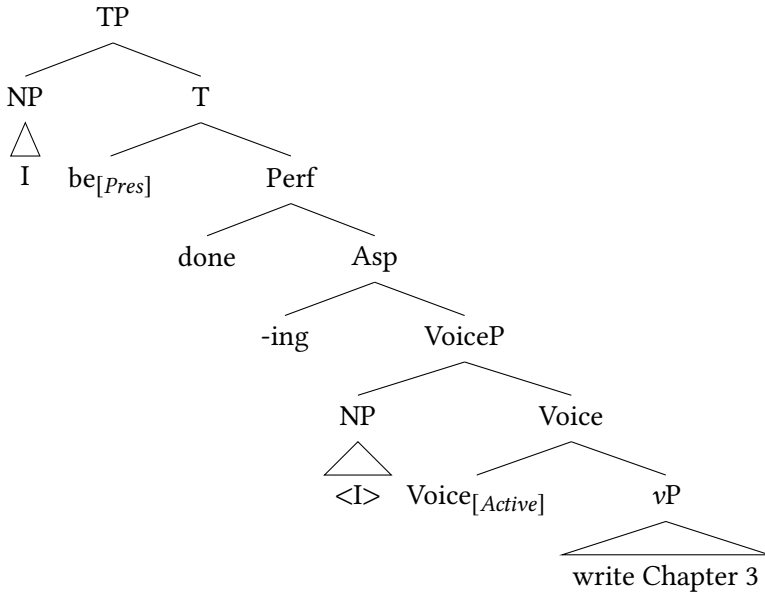 TP
NP T
I be[Pres] Perf
done Asp
-ing VoiceP
NP Voice
<I> Voice[Active] vP
write Chapter 3